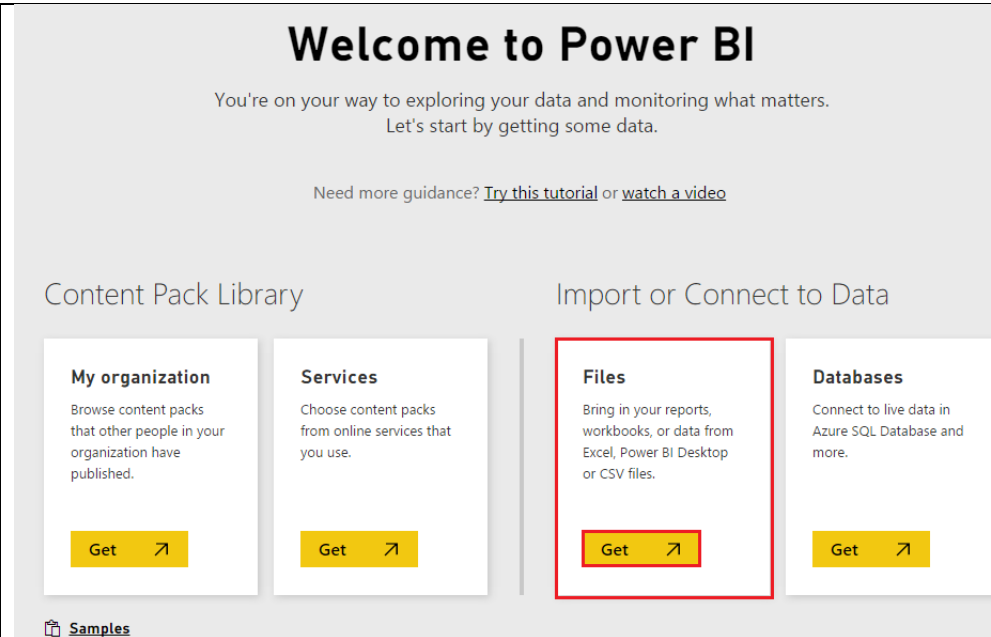 Welcome to Power BI
You're on your way to exploring your data and monitoring what matters.
Let's start by getting some data.
Need more guidance? Try this tutorial or watch a video
Content Pack Library
Import or Connect to Data
My organization
Browse content packs
that other people in your
organization have
published.
Get
Services
Choose content packs
from online services that
you use.
Get
Files
Bring in your reports,
workbooks, or data from
Excel, Power BI Desktop
or CSV files.
Get
Databases
Connect to live data in
Azure SQL Database and
more.
Get
Samples